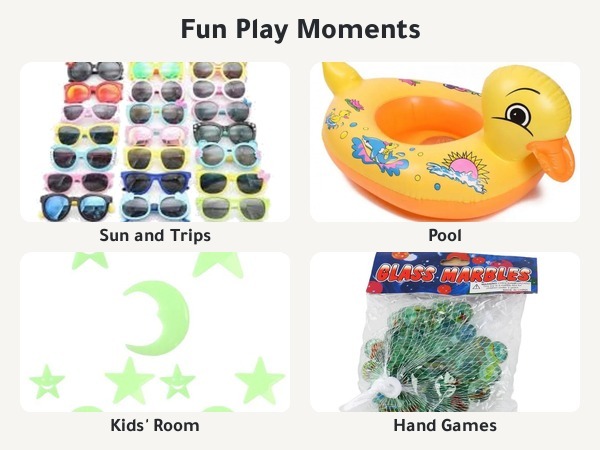 Fun Play Moments
Sun and Trips
Pool
Kids' Room
GLASS MARBLES
Hand Games